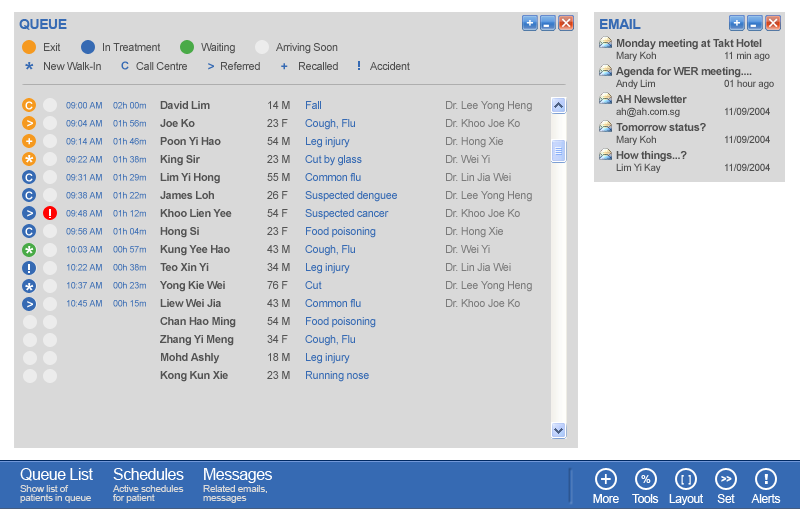 QUEUE
Exit In Treatment Waiting Arriving Soon
* New Walk-In C Call Centre > Referred + Recalled ! Accident
C 09:00 AM 02h 00m David Lim 14 M Fall Dr. Lee Yong Heng
> 09:04 AM 01h 56m Joe Ko 23 F Cough, Flu Dr. Khoo Joe Ko
+ 09:14 AM 01h 46m Poon Yi Hao 54 M Leg injury Dr. Hong Xie
* 09:22 AM 01h 38m King Sir 23 M Cut by glass Dr. Wei Yi
C 09:31 AM 01h 29m Lim Yi Hong 55 M Common flu Dr. Lin Jia Wei
C 09:38 AM 01h 22m James Loh 26 F Suspected denguee Dr. Lee Yong Heng
> ! 09:48 AM 01h 12m Khoo Lien Yee 54 F Suspected cancer Dr. Khoo Joe Ko
C 09:56 AM 01h 04m Hong Si 23 F Food poisoning Dr. Hong Xie
* 10:03 AM 00h 57m Kung Yee Hao 43 M Cough, Flu Dr. Wei Yi
! 10:22 AM 00h 38m Teo Xin Yi 34 M Leg injury Dr. Lin Jia Wei
* 10:37 AM 00h 23m Yong Kie Wei 76 F Cut Dr. Lee Yong Heng
> 10:45 AM 00h 15m Liew Wei Jia 43 M Common flu Dr. Khoo Joe Ko
Chan Hao Ming 54 M Food poisoning
Zhang Yi Meng 34 F Cough, Flu
Mohd Ashly 18 M Leg injury
Kong Kun Xie 23 M Running nose
EMAIL
Monday meeting at Takt Hotel
Mary Koh 11 min ago
Agenda for WER meeting....
Andy Lim 01 hour ago
AH Newsletter
ah@ah.com.sg 11/09/2004
Tomorrow status?
Mary Koh 11/09/2004
How things...?
Lim Yi Kay 11/09/2004
Queue List Schedules Messages
Show list of Active schedules Related emails,
patients in queue for patient messages
+ % [ ] >> !
More Tools Layout Set Alerts